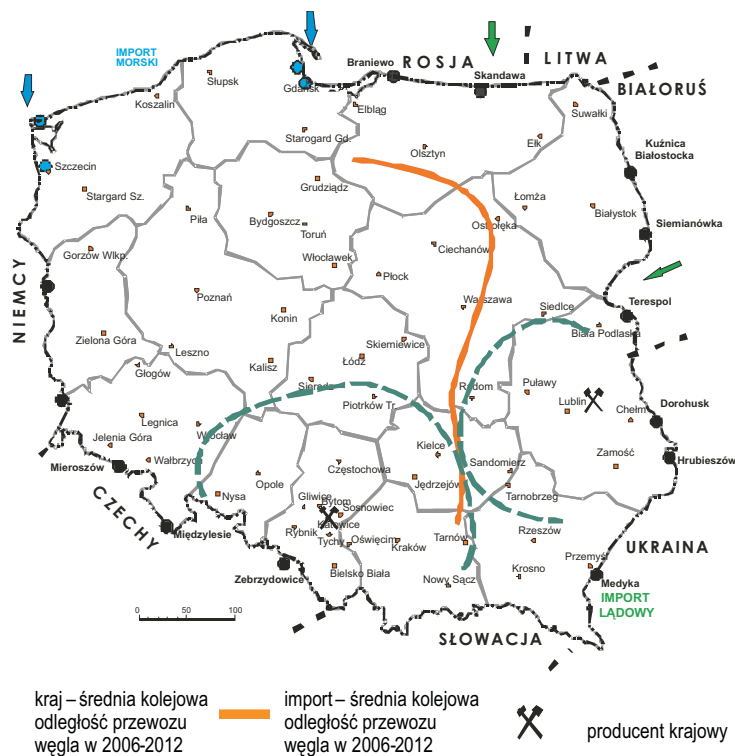 IMPORT
MORSKI
Braniewo
ROSJA
LITWA
Skandawa
BIAŁORUŚ
Słupsk
Gdańsk
Koszalin
Elbląg
Suwałki
Starogard Gd.
Olsztyn
Ełk
Kuźnica
Białostocka
Szczecin
Stargard Sz.
Grudziądz
Łomża
Białystok
Piła
Bydgoszcz
Toruń
Ostrołęka
Siemianówka
Gorzów Wlkp.
Włocławek
Ciechanów
Płock
NIEMCY
Poznań
Konin
Warszawa
Siedlce
Terespol
Biała Podlaska
Zielona Góra
Leszno
Skierniewice
Łódź
Kalisz
Głogów
Sieradz
Radom
Puławy
Piotrków Tr.
Lublin
Chełm
Dorohusk
Legnica
Wrocław
Jelenia Góra
Kielce
Mieroszów
Wałbrzych
Częstochowa
Sandomierz
Zamość
Hrubieszów
Opole
Jędrzejów
Nysa
Tarnobrzeg
CZECHY
Gliwice
Bytom
Sosnowiec
Katowice
Międzylesie
Rybnik
Tychy
Oświęcim
Kraków
Tarnów
Rzeszów
UKRAINA
Zebrzydowice
Bielsko Biała
Nowy Sącz
Krosno
Przemyśl
Medyka
IMPORT
LĄDOWY
SŁOWACJA
0 50 100
kraj – średnia kolejowa
odległość przewozu
węgla w 2006-2012
import – średnia kolejowa
odległość przewozu
węgla w 2006-2012
producent krajowy